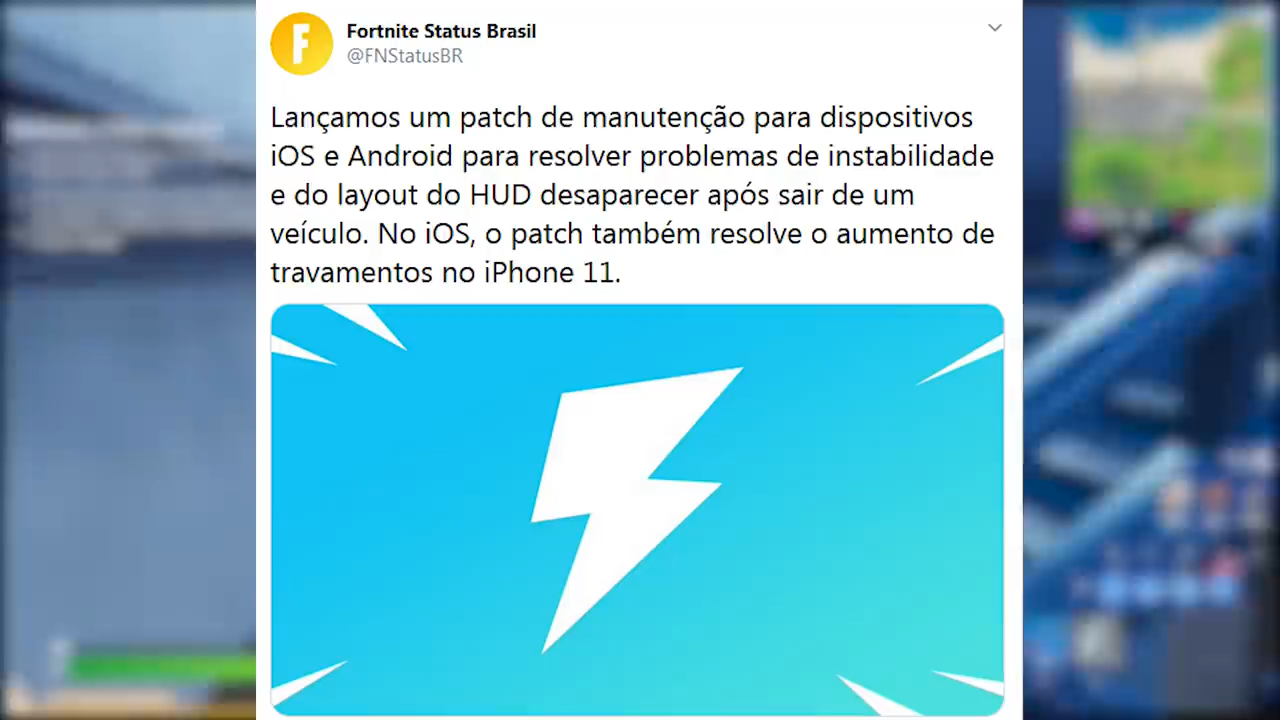 Fortnite Status Brasil
@FNStatusBR
Lançamos um patch de manutenção para dispositivos
iOS e Android para resolver problemas de instabilidade
e do layout do HUD desaparecer após sair de um
veículo. No iOS, o patch também resolve o aumento de
travamentos no iPhone 11.